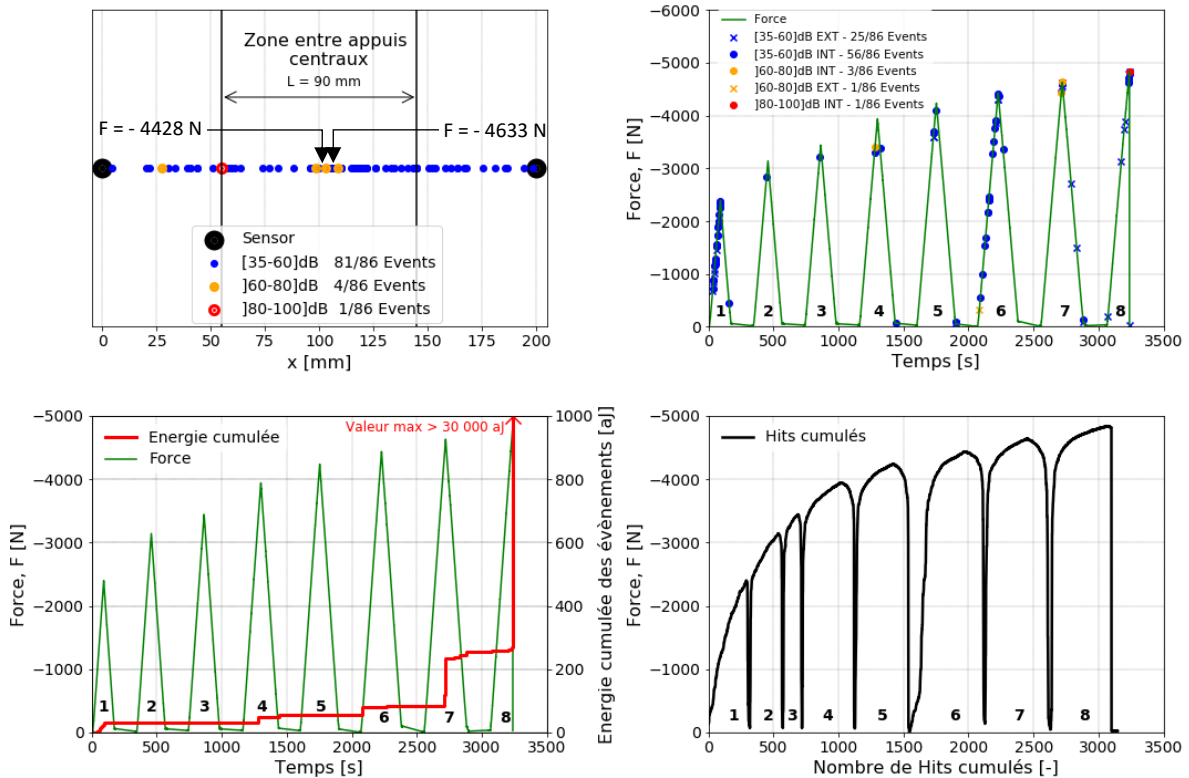 Zone entre appuis
centraux
L = 90 mm
F = - 4428 N
F = - 4633 N
Sensor
[35-60]dB 81/86 Events
]60-80]dB 4/86 Events
]80-100]dB 1/86 Events
0 25 50 75 100 125 150 175 200
x [mm]
Force, F [N]
−6000
−5000
−4000
−3000
−2000
−1000
0
Force
[35-60]dB EXT - 25/86 Events
[35-60]dB INT - 56/86 Events
]60-80]dB INT - 3/86 Events
]60-80]dB EXT - 1/86 Events
]80-100]dB INT - 1/86 Events
1 2 3 4 5 6 7 8
0 500 1000 1500 2000 2500 3000 3500
Temps [s]
Force, F [N]
−5000
−4000
−3000
−2000
−1000
0
Energie cumulée
Force
Valeur max > 30 000 aJ
1 2 3 4 5 6 7 8
0 500 1000 1500 2000 2500 3000 3500
Temps [s]
1000
800
600
400
200
0
Energie cumulée des évènements [aJ]
Force, F [N]
−5000
−4000
−3000
−2000
−1000
0
Hits cumulés
1 2 3 4 5 6 7 8
0 500 1000 1500 2000 2500 3000 3500
Nombre de Hits cumulés [-]